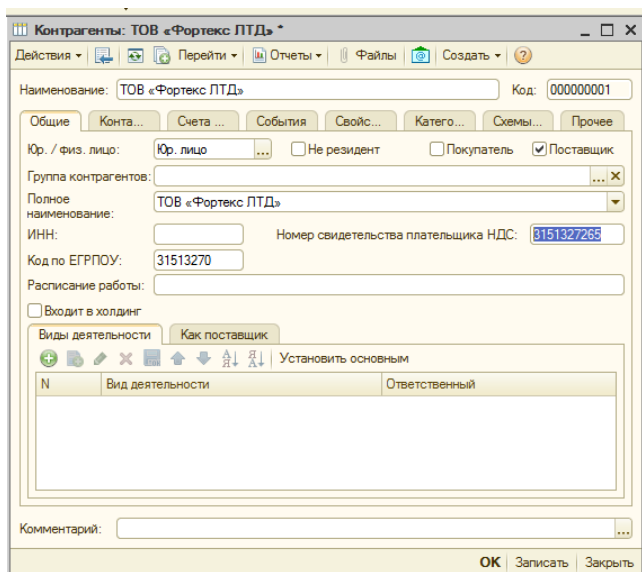 Контрагенты: ТОВ «Фортекс ЛТД» *
Действия Перейти Отчеты Файлы Создать
Наименование: ТОВ «Фортекс ЛТД» Код: 000000001
Общие Конта... Счета ... События Свойс... Катего... Схемы... Прочее
Юр. / физ. лицо: Юр. лицо ... Не резидент Покупатель Поставщик
Группа контрагентов: ...
Полное наименование: ТОВ «Фортекс ЛТД»
ИНН: Номер свидетельства плательщика НДС: 3151327265
Код по ЕГРПОУ: 31513270
Расписание работы:
Входит в холдинг
Виды деятельности Как поставщик
Установить основным
N Вид деятельности Ответственный
Комментарий: ...
OK Записать Закрыть